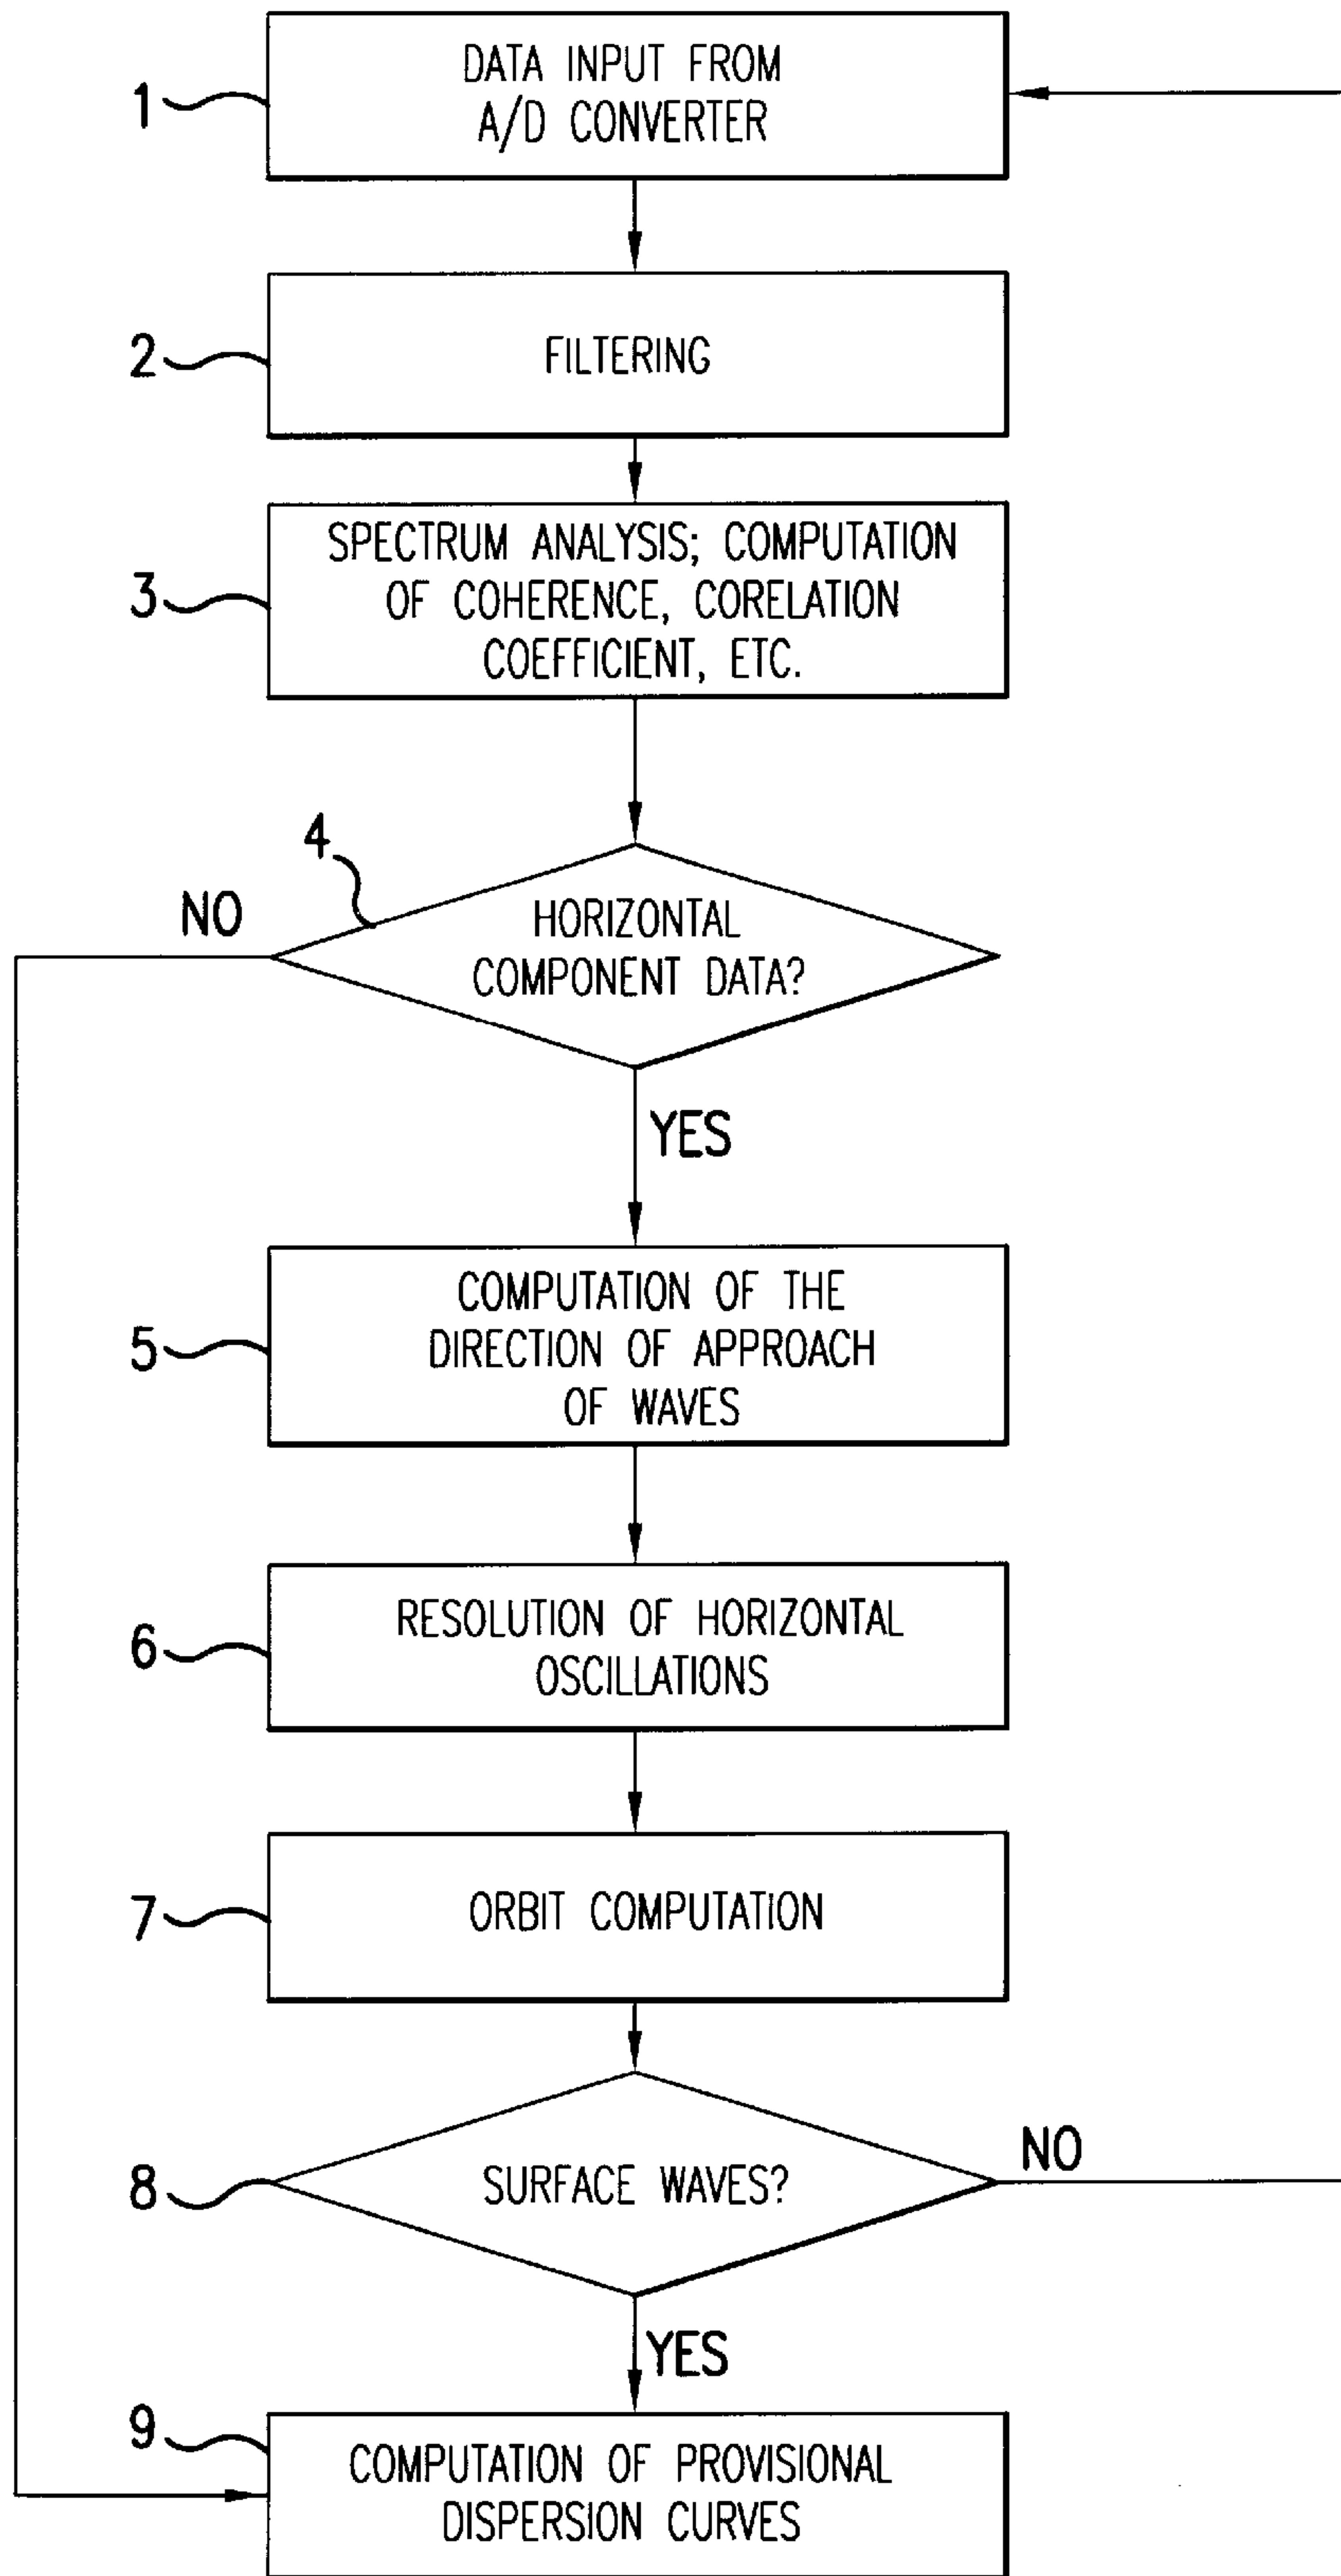 DATA INPUT FROM
A/D CONVERTER
1
FILTERING
2
SPECTRUM ANALYSIS; COMPUTATION
OF COHERENCE, CORELATION
COEFFICIENT, ETC.
3
4
NO
HORIZONTAL
COMPONENT DATA?
YES
COMPUTATION OF THE
DIRECTION OF APPROACH
OF WAVES
5
RESOLUTION OF HORIZONTAL
OSCILLATIONS
6
ORBIT COMPUTATION
7
NO
SURFACE WAVES?
8
YES
9
COMPUTATION OF PROVISIONAL
DISPERSION CURVES